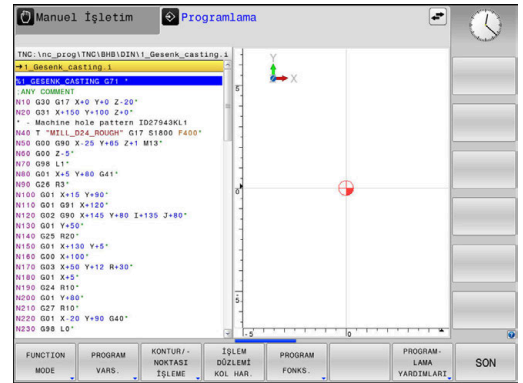 Manuel İşletim
Programlama
TNC:\nc_prog\TNC\BHB\DIN\1_Gesenk_casting.i
→1_Gesenk_casting.i
%1_GESENK_CASTING G71 *
;ANY COMMENT
N10 G30 G17 X+0 Y+0 Z-20*
N20 G31 X+150 Y+100 Z+0*
* - Machine hole pattern ID27943KL1
N40 T "MILL_D24_ROUGH" G17 S1800 F400*
N50 G00 G90 X-25 Y+65 Z+1 M13*
N60 G00 Z-5*
N70 G98 L1*
N80 G01 X+5 Y+80 G41*
N90 G26 R3*
N100 G01 X+15 Y+90*
N110 G01 G91 X+120*
N120 G02 G90 X+145 Y+80 I+135 J+80*
N130 G01 Y+50*
N140 G25 R20*
N150 G01 X+130 Y+5*
N160 G00 X+100*
N170 G03 X+50 Y+12 R+30*
N180 G01 X+5*
N190 G24 R10*
N200 G01 Y+80*
N210 G27 R10*
N220 G01 X-20 Y+90 G40*
N230 G98 L0*
Y
X
5
0
5
-5
0
FUNCTION
MODE
PROGRAM
VARS.
KONTUR/-
NOKTASI
İŞLEME
İŞLEM
DÜZLEMİ
KOL HAR.
PROGRAM
FONKS.
PROGRAM-
LAMA
YARDIMLARI
SON